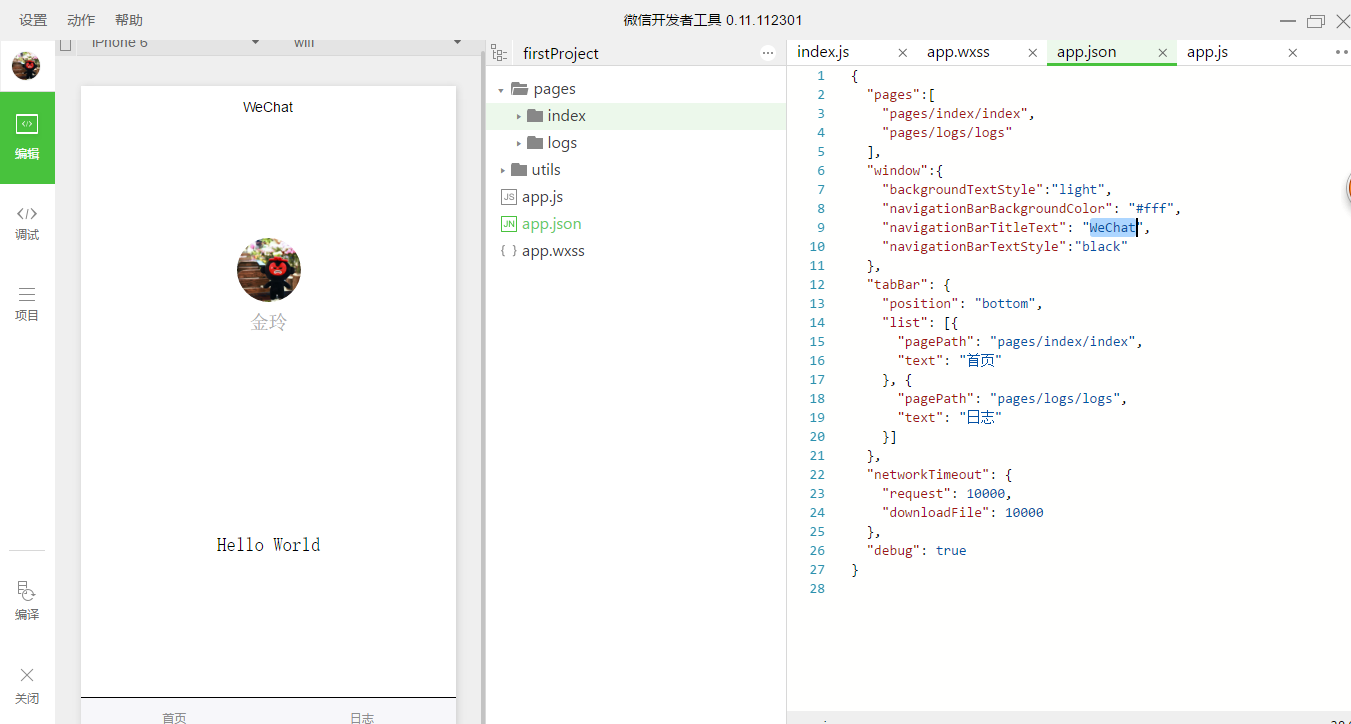 设置 动作 帮助 微信开发者工具 0.11.112301
iPhone 6 wifi
编辑
调试
项目
编译
关闭
WeChat
金玲
Hello World
首页 日志
firstProject
pages
index
logs
utils
JS app.js
JN app.json
{ } app.wxss
index.js app.wxss app.json app.js
1 {
2 "pages":[
3 "pages/index/index",
4 "pages/logs/logs"
5 ],
6 "window":{
7 "backgroundTextStyle":"light",
8 "navigationBarBackgroundColor": "#fff",
9 "navigationBarTitleText": "WeChat",
10 "navigationBarTextStyle":"black"
11 },
12 "tabBar": {
13 "position": "bottom",
14 "list": [{
15 "pagePath": "pages/index/index",
16 "text": "首页"
17 }, {
18 "pagePath": "pages/logs/logs",
19 "text": "日志"
20 }]
21 },
22 "networkTimeout": {
23 "request": 10000,
24 "downloadFile": 10000
25 },
26 "debug": true
27 }
28